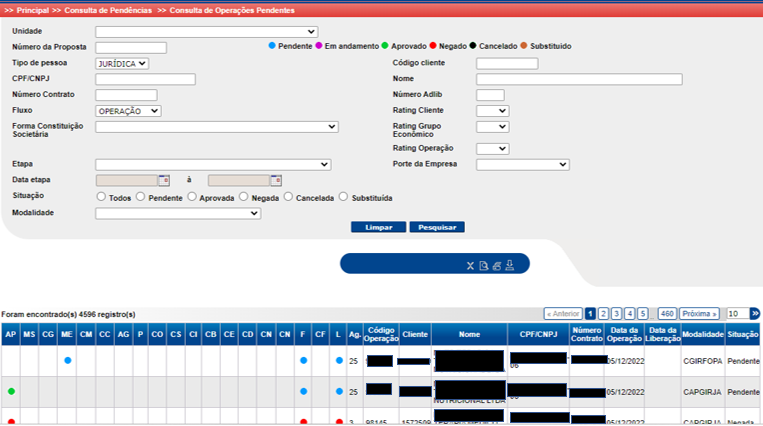 >> Principal >> Consulta de Pendências >> Consulta de Operações Pendentes
Unidade
Número da Proposta
Pendente Em andamento Aprovado Negado Cancelado Substituído
Tipo de pessoa JURÍDICA Código cliente
CPF/CNPJ Nome
Número Contrato Número Adlib
Fluxo OPERAÇÃO Rating Cliente
Forma Constituição Societária Rating Grupo Econômico
Rating Operação
Etapa Porte da Empresa
Data etapa à
Situação Todos Pendente Aprovada Negada Cancelada Substituída
Modalidade
Limpar Pesquisar
Foram encontrado(s) 4596 registro(s) « Anterior 1 2 3 4 5 ... 460 Próxima » 10 »
AP MS CG ME CM CC AG P CO CS CI CB CE CD CN CN F CF L Ag. Código Operação Cliente Nome CPF/CNPJ Número Contrato Data da Operação Data da Liberação Modalidade Situação
25 06 05/12/2022 CGIRFOPA Pendente
25 NUTRICIONAL LTDA 05/12/2022 CAPGIRJA Pendente
3 98145 1572509 05/12/2022 CAPGIRJA Negada